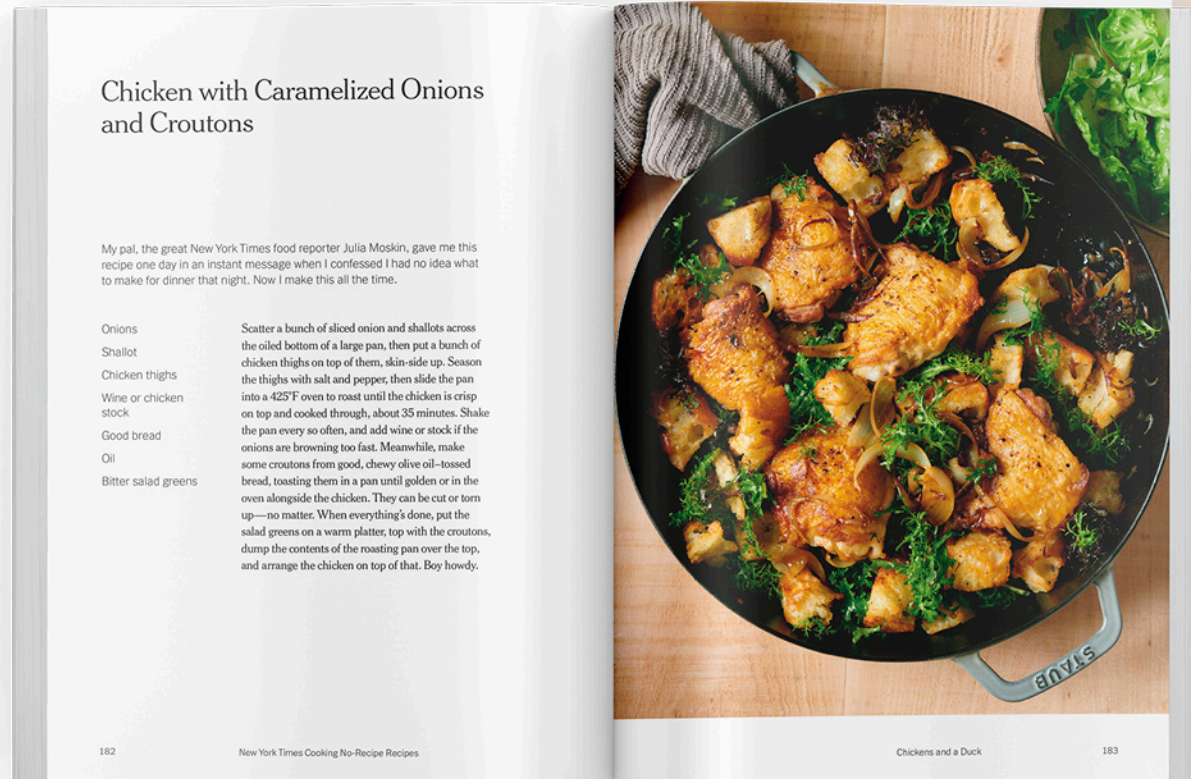 Chicken with Caramelized Onions
and Croutons
My pal, the great New York Times food reporter Julia Moskin, gave me this
recipe one day in an instant message when I confessed I had no idea what
to make for dinner that night. Now I make this all the time.
Onions
Shallot
Chicken thighs
Wine or chicken
stock
Good bread
Oil
Bitter salad greens
Scatter a bunch of sliced onion and shallots across
the oiled bottom of a large pan, then put a bunch of
chicken thighs on top of them, skin-side up. Season
the thighs with salt and pepper, then slide the pan
into a 425°F oven to roast until the chicken is crisp
on top and cooked through, about 35 minutes. Shake
the pan every so often, and add wine or stock if the
onions are browning too fast. Meanwhile, make
some croutons from good, chewy olive oil–tossed
bread, toasting them in a pan until golden or in the
oven alongside the chicken. They can be cut or torn
up—no matter. When everything's done, put the
salad greens on a warm platter, top with the croutons,
dump the contents of the roasting pan over the top,
and arrange the chicken on top of that. Boy howdy.
182
New York Times Cooking No-Recipe Recipes
STAUB
Chickens and a Duck
183